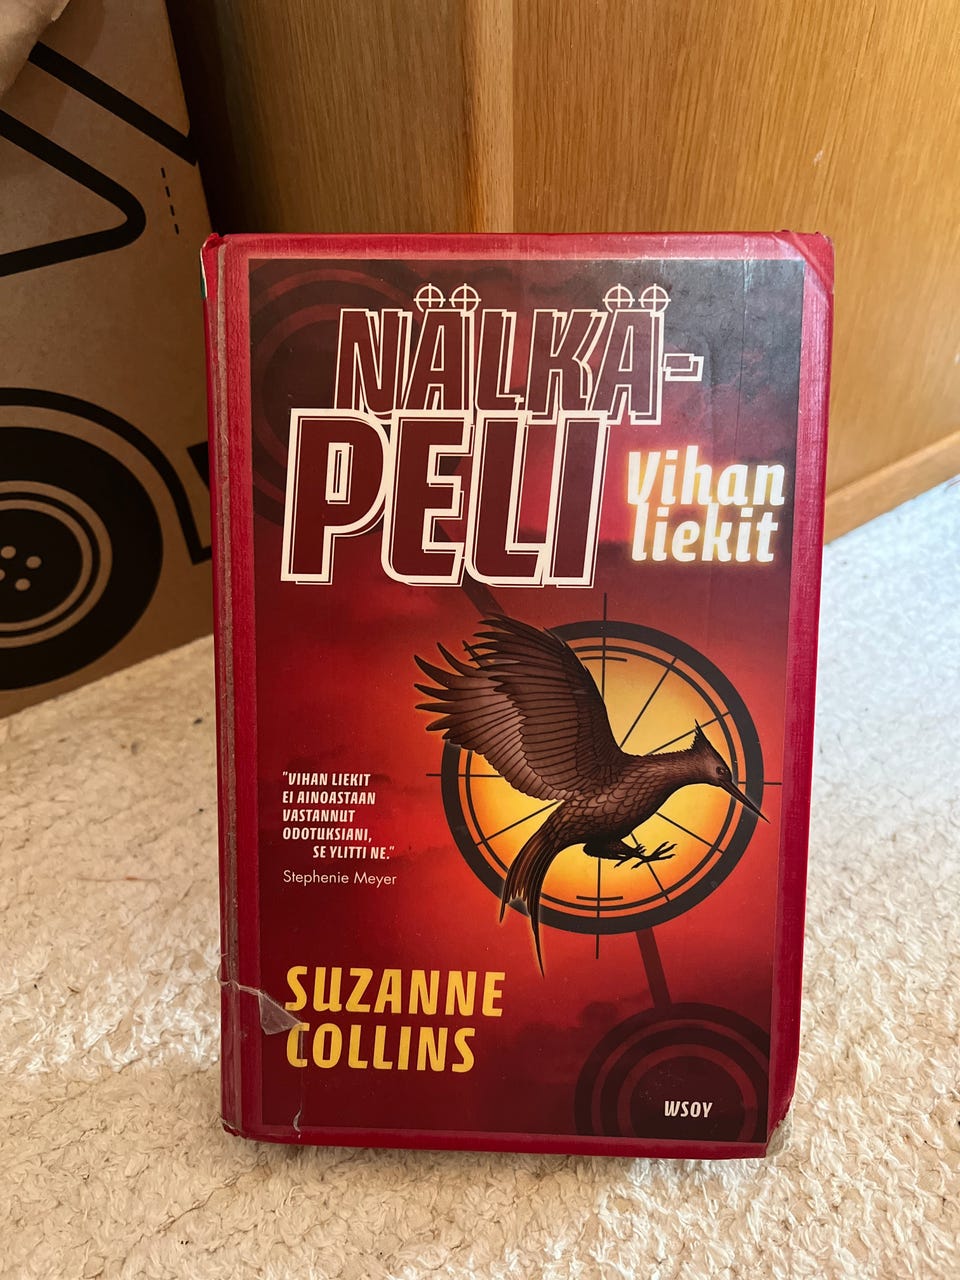 NÄLKÄ-
PELI
Vihan
liekit
"VIHAN LIEKIT
EI AINOASTAAN
VASTANNUT
ODOTUKSIANI,
SE YLITTI NE."
Stephenie Meyer
SUZANNE
COLLINS
WSOY